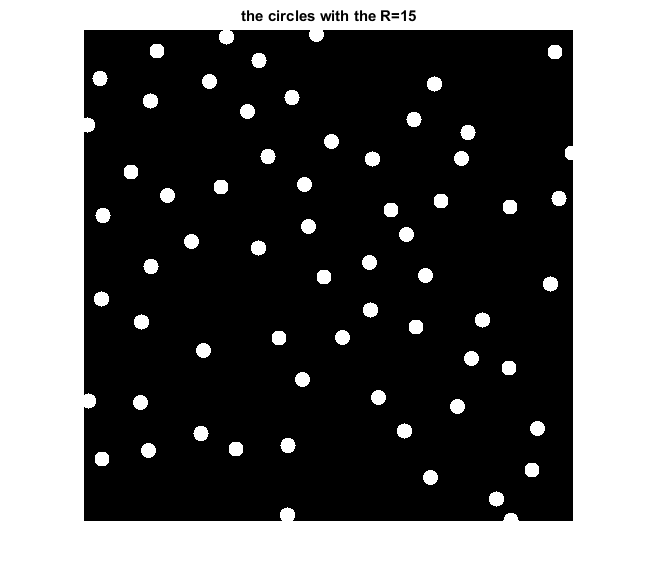 the circles with the R=15